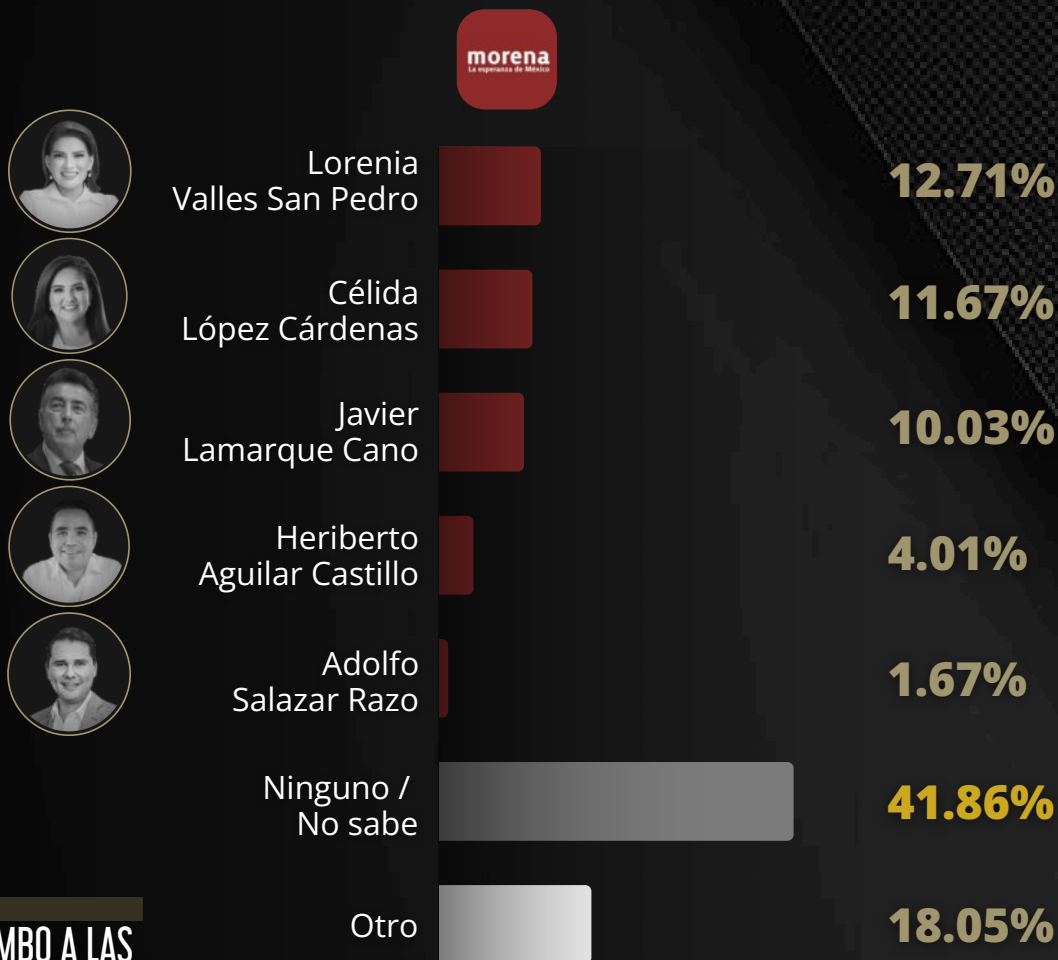 morena
La esperanza de México
Lorenia
Valles San Pedro
12.71%
Célida
López Cárdenas
11.67%
Javier
Lamarque Cano
10.03%
Heriberto
Aguilar Castillo
4.01%
Adolfo
Salazar Razo
1.67%
Ninguno /
No sabe
41.86%
Otro
18.05%
MBO A LAS